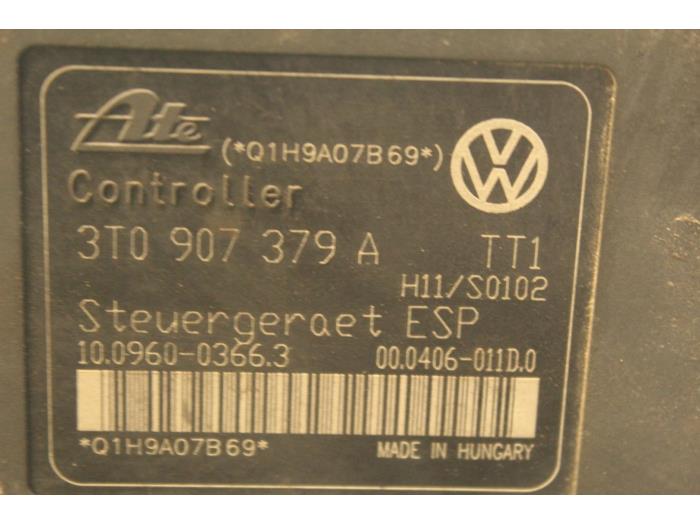 Ate (*Q1H9A07B69*)
Controller
3T0 907 379 A TT1
H11/S0102
Steuergeraet ESP
10.0960-0366.3 00.0406-011D.0
*Q1H9A07B69* MADE IN HUNGARY